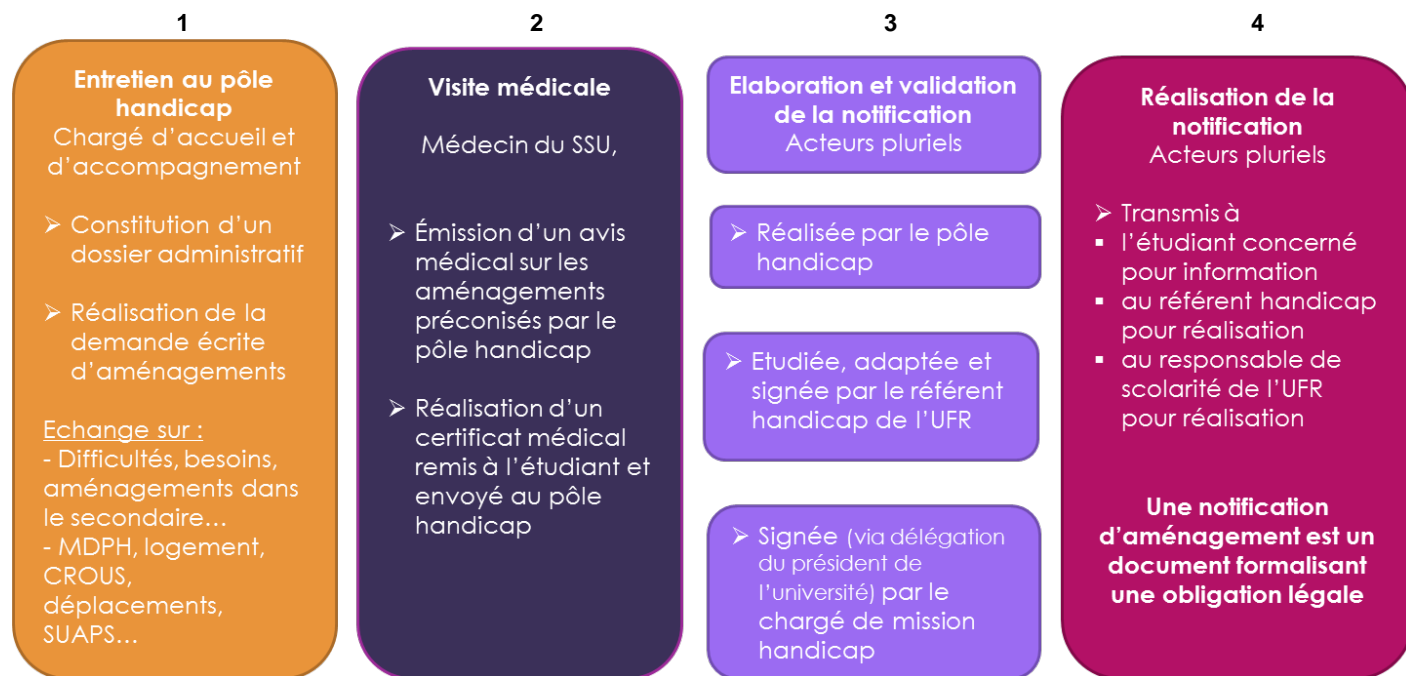 1
Entretien au pôle
handicap
Chargé d'accueil et
d'accompagnement
➢ Constitution d'un
dossier administratif
➢ Réalisation de la
demande écrite
d'aménagements
Echange sur :
- Difficultés, besoins,
aménagements dans
le secondaire…
- MDPH, logement,
CROUS,
déplacements,
SUAPS…
2
Visite médicale
Médecin du SSU,
➢ Émission d'un avis
médical sur les
aménagements
préconisés par le
pôle handicap
➢ Réalisation d'un
certificat médical
remis à l'étudiant et
envoyé au pôle
handicap
3
Elaboration et validation
de la notification
Acteurs pluriels
➢ Réalisée par le pôle
handicap
➢ Etudiée, adaptée et
signée par le référent
handicap de l'UFR
➢ Signée (via délégation
du président de
l'université) par le
chargé de mission
handicap
4
Réalisation de la
notification
Acteurs pluriels
➢ Transmis à
▪ l'étudiant concerné
pour information
▪ au référent handicap
pour réalisation
▪ au responsable de
scolarité de l'UFR
pour réalisation
Une notification
d'aménagement est un
document formalisant
une obligation légale